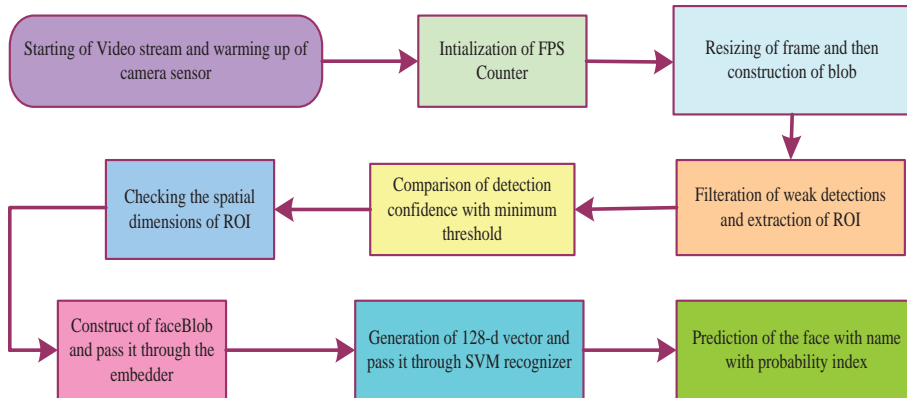 Starting of Video stream and warming up of
camera sensor
Intialization of FPS
Counter
Resizing of frame and then
construction of blob
Filteration of weak detections
and extraction of ROI
Comparison of detection
confidence with minimum
threshold
Checking the spatial
dimensions of ROI
Construct of faceBlob
and pass it through the
embedder
Generation of 128-d vector and
pass it through SVM recognizer
Prediction of the face with name
with probability index